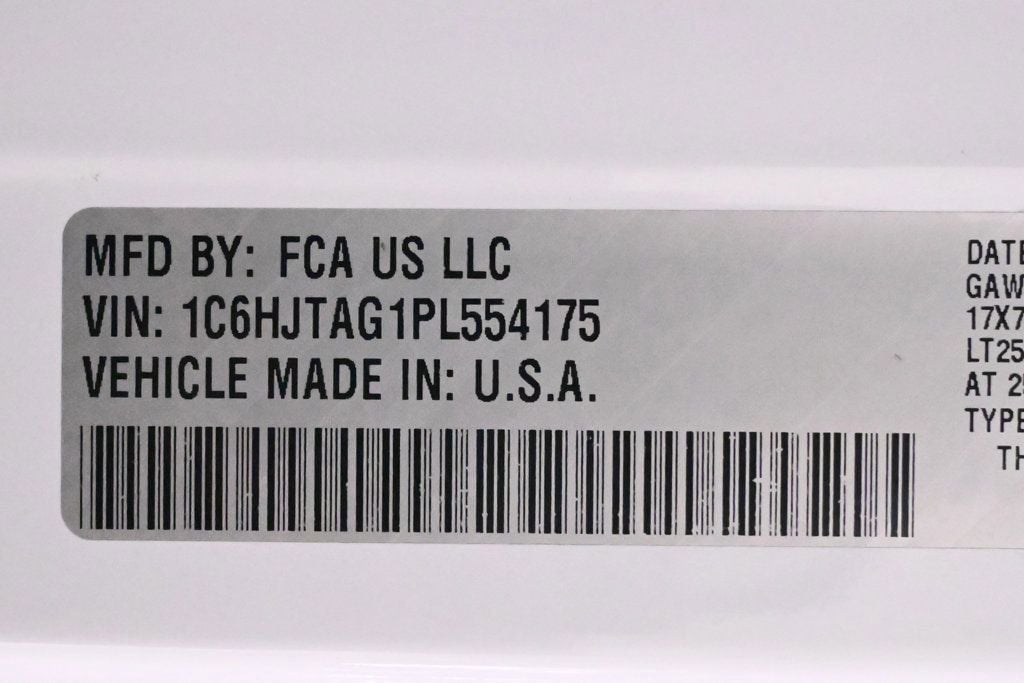 MFD BY: FCA US LLC
VIN: 1C6HJTAG1PL554175
VEHICLE MADE IN: U.S.A.
DATE
GAW
17X7
LT25
AT 2
TYPE
TH